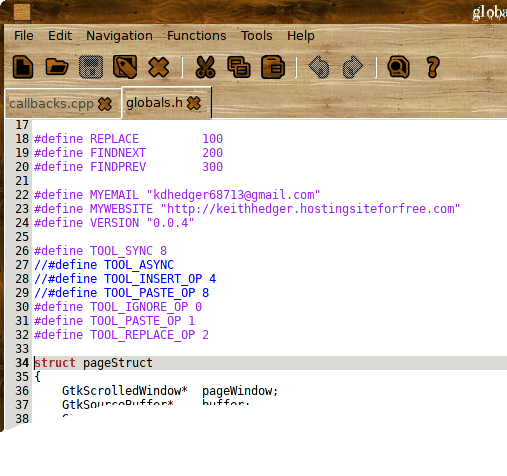 globa
File Edit Navigation Functions Tools Help
callbacks.cpp globals.h
17
18 #define REPLACE 100
19 #define FINDNEXT 200
20 #define FINDPREV 300
21
22 #define MYEMAIL "kdhedger68713@gmail.com"
23 #define MYWEBSITE "http://keithhedger.hostingsiteforfree.com"
24 #define VERSION "0.0.4"
25
26 #define TOOL_SYNC 8
27 //#define TOOL_ASYNC
28 //#define TOOL_INSERT_OP 4
29 //#define TOOL_PASTE_OP 8
30 #define TOOL_IGNORE_OP 0
31 #define TOOL_PASTE_OP 1
32 #define TOOL_REPLACE_OP 2
33
34 struct pageStruct
35 {
36 GtkScrolledWindow* pageWindow;
37 GtkSourceBuffer* buffer;
38